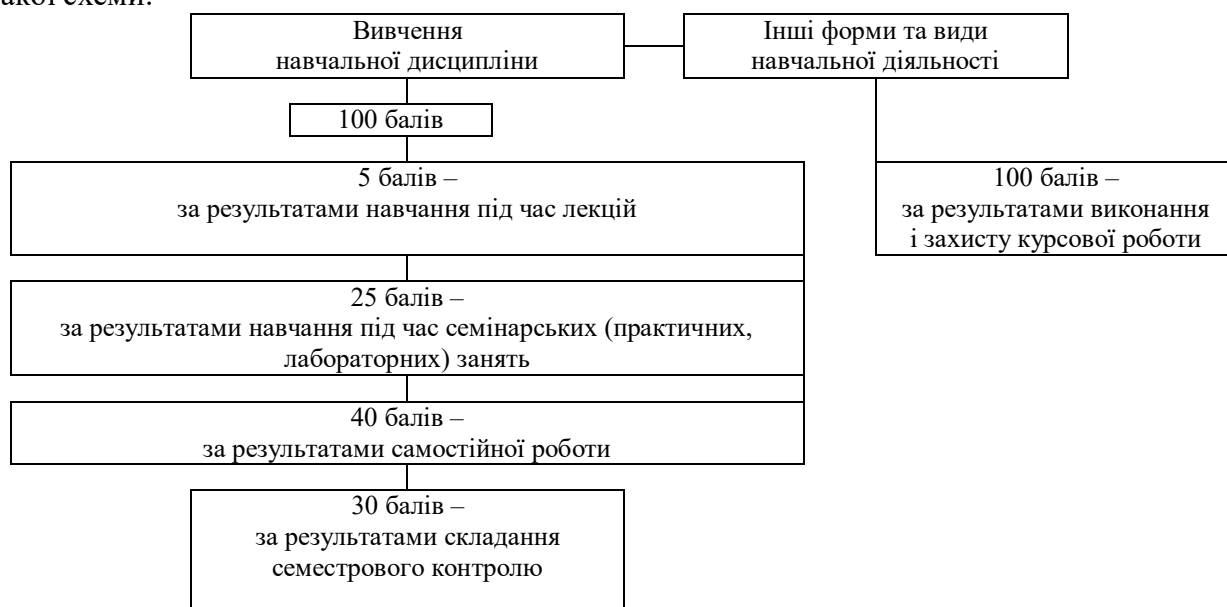 схеми:
Вивчення
навчальної дисципліни
Інші форми та види
навчальної діяльності
100 балів
5 балів –
за результатами навчання під час лекцій
100 балів –
за результатами виконання
і захисту курсової роботи
25 балів –
за результатами навчання під час семінарських (практичних,
лабораторних) занять
40 балів –
за результатами самостійної роботи
30 балів –
за результатами складання
семестрового контролю